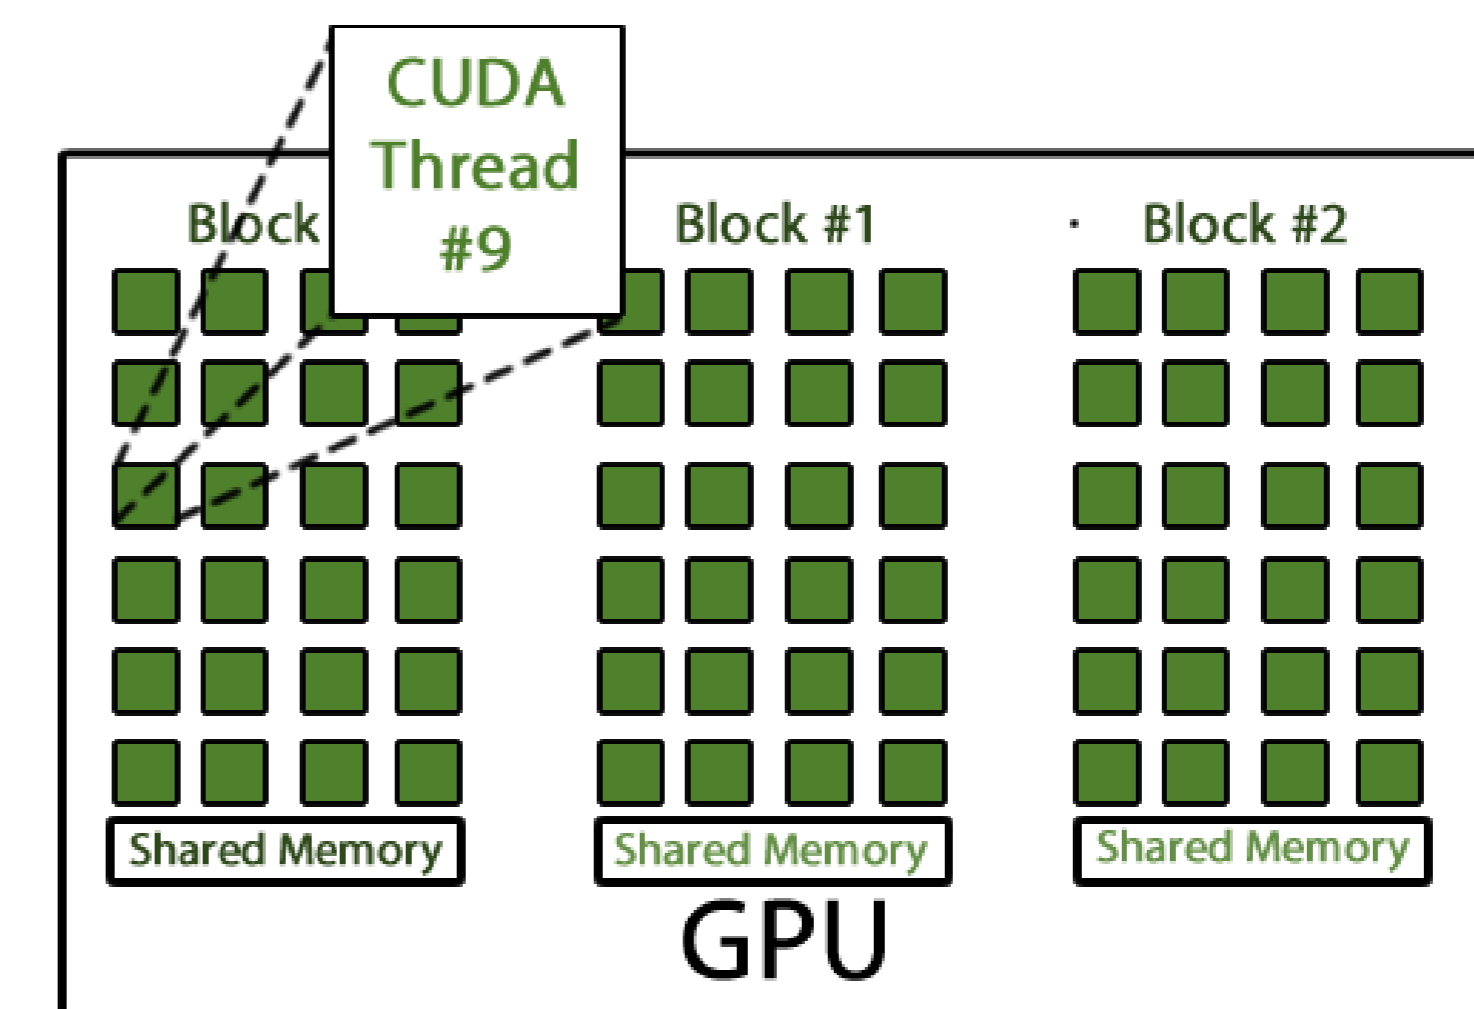 CUDA
Thread
#9
Block
Block #1
Block #2
Shared Memory
Shared Memory
Shared Memory
GPU